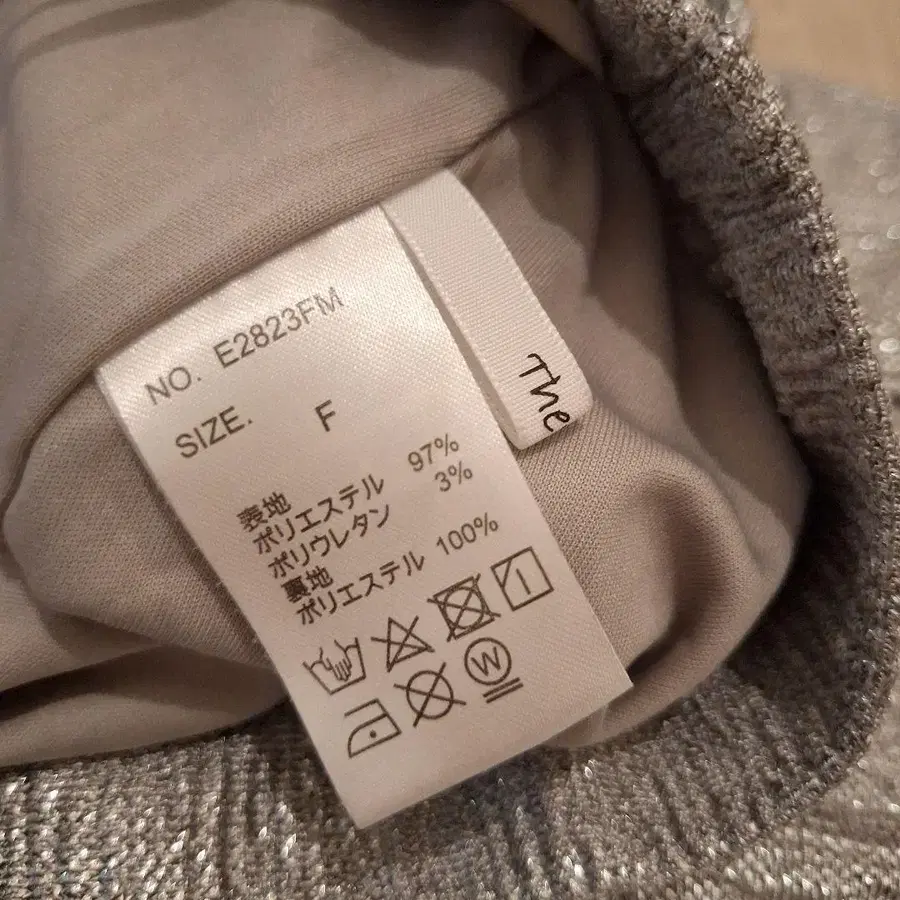 NO. E2823FM
SIZE. F
表地
ポリエステル 97%
ポリウレタン 3%
裏地
ポリエステル 100%
W
The